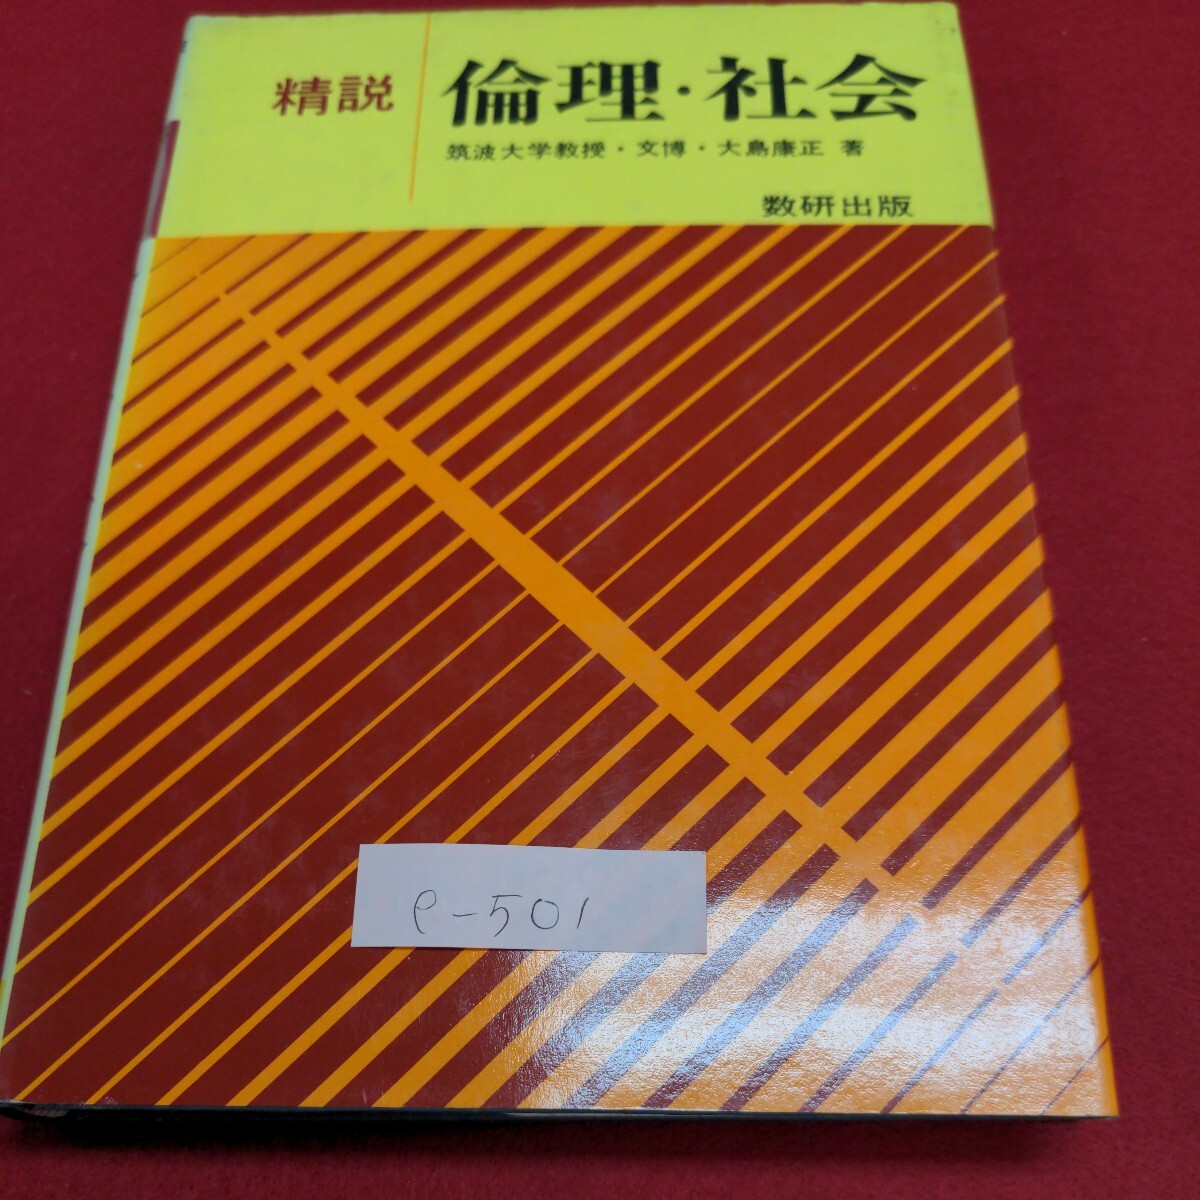 精説
倫理・社会
筑波大学教授・文博・大島康正 著
数研出版
e-501